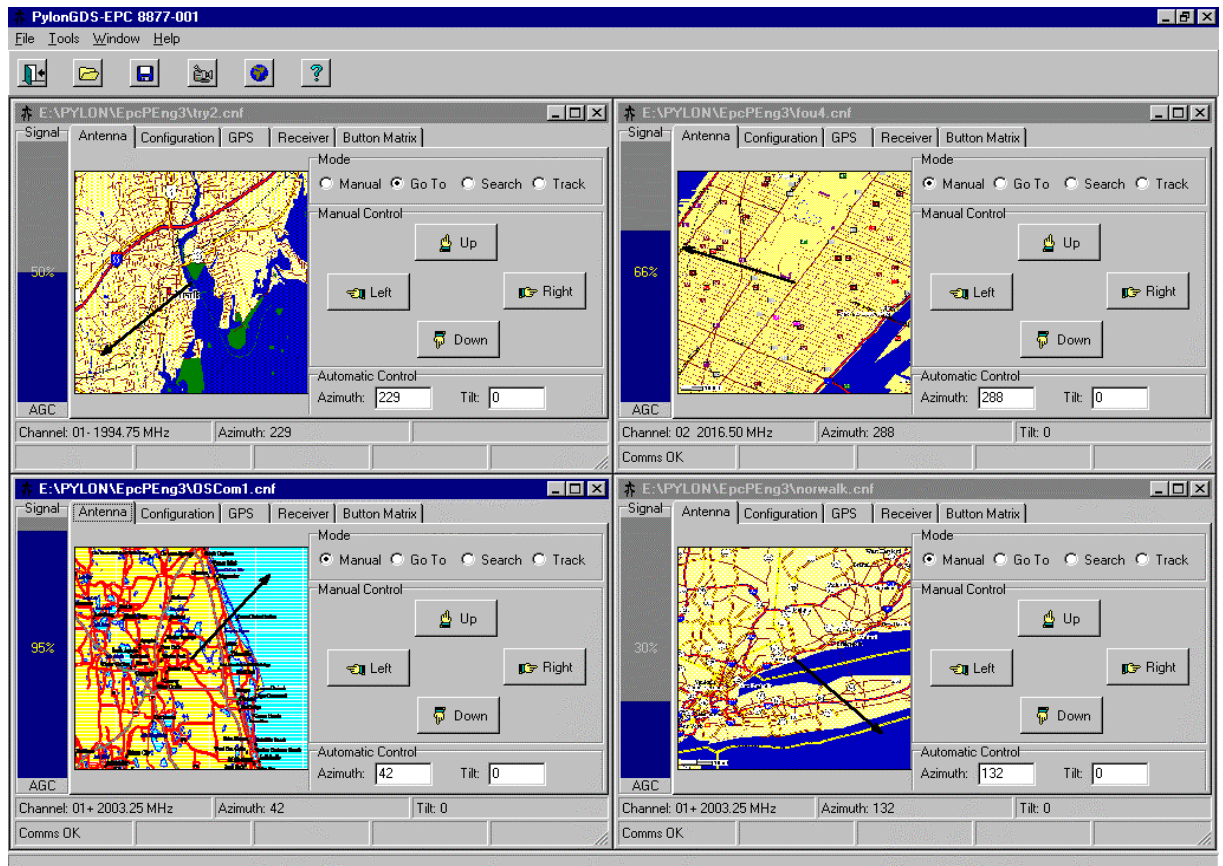 PylonGDS-EPC 8877-001
File Tools Window Help
E:\PYLON\EpcPEng3\try2.cnf
Signal
Antenna Configuration GPS Receiver Button Matrix
Mode
Manual Go To Search Track
Manual Control
Up
50%
Left Right
Down
Automatic Control
Azimuth: 229 Tilt: 0
AGC
Channel: 01- 1994.75 MHz Azimuth: 229
E:\PYLON\EpcPEng3\fou4.cnf
Signal
Antenna Configuration GPS Receiver Button Matrix
Mode
Manual Go To Search Track
Manual Control
Up
66%
Left Right
Down
Automatic Control
Azimuth: 288 Tilt: 0
AGC
Channel: 02 2016.50 MHz Azimuth: 288 Tilt: 0
Comms OK
E:\PYLON\EpcPEng3\OSCom1.cnf
Signal
Antenna Configuration GPS Receiver Button Matrix
Mode
Manual Go To Search Track
Manual Control
Up
95%
Left Right
Down
Automatic Control
Azimuth: 42 Tilt: 0
AGC
Channel: 01+ 2003.25 MHz Azimuth: 42 Tilt: 0
Comms OK
E:\PYLON\EpcPEng3\norwalk.cnf
Signal
Antenna Configuration GPS Receiver Button Matrix
Mode
Manual Go To Search Track
Manual Control
Up
30%
Left Right
Down
Automatic Control
Azimuth: 132 Tilt: 0
AGC
Channel: 01+ 2003.25 MHz Azimuth: 132 Tilt: 0
Comms OK